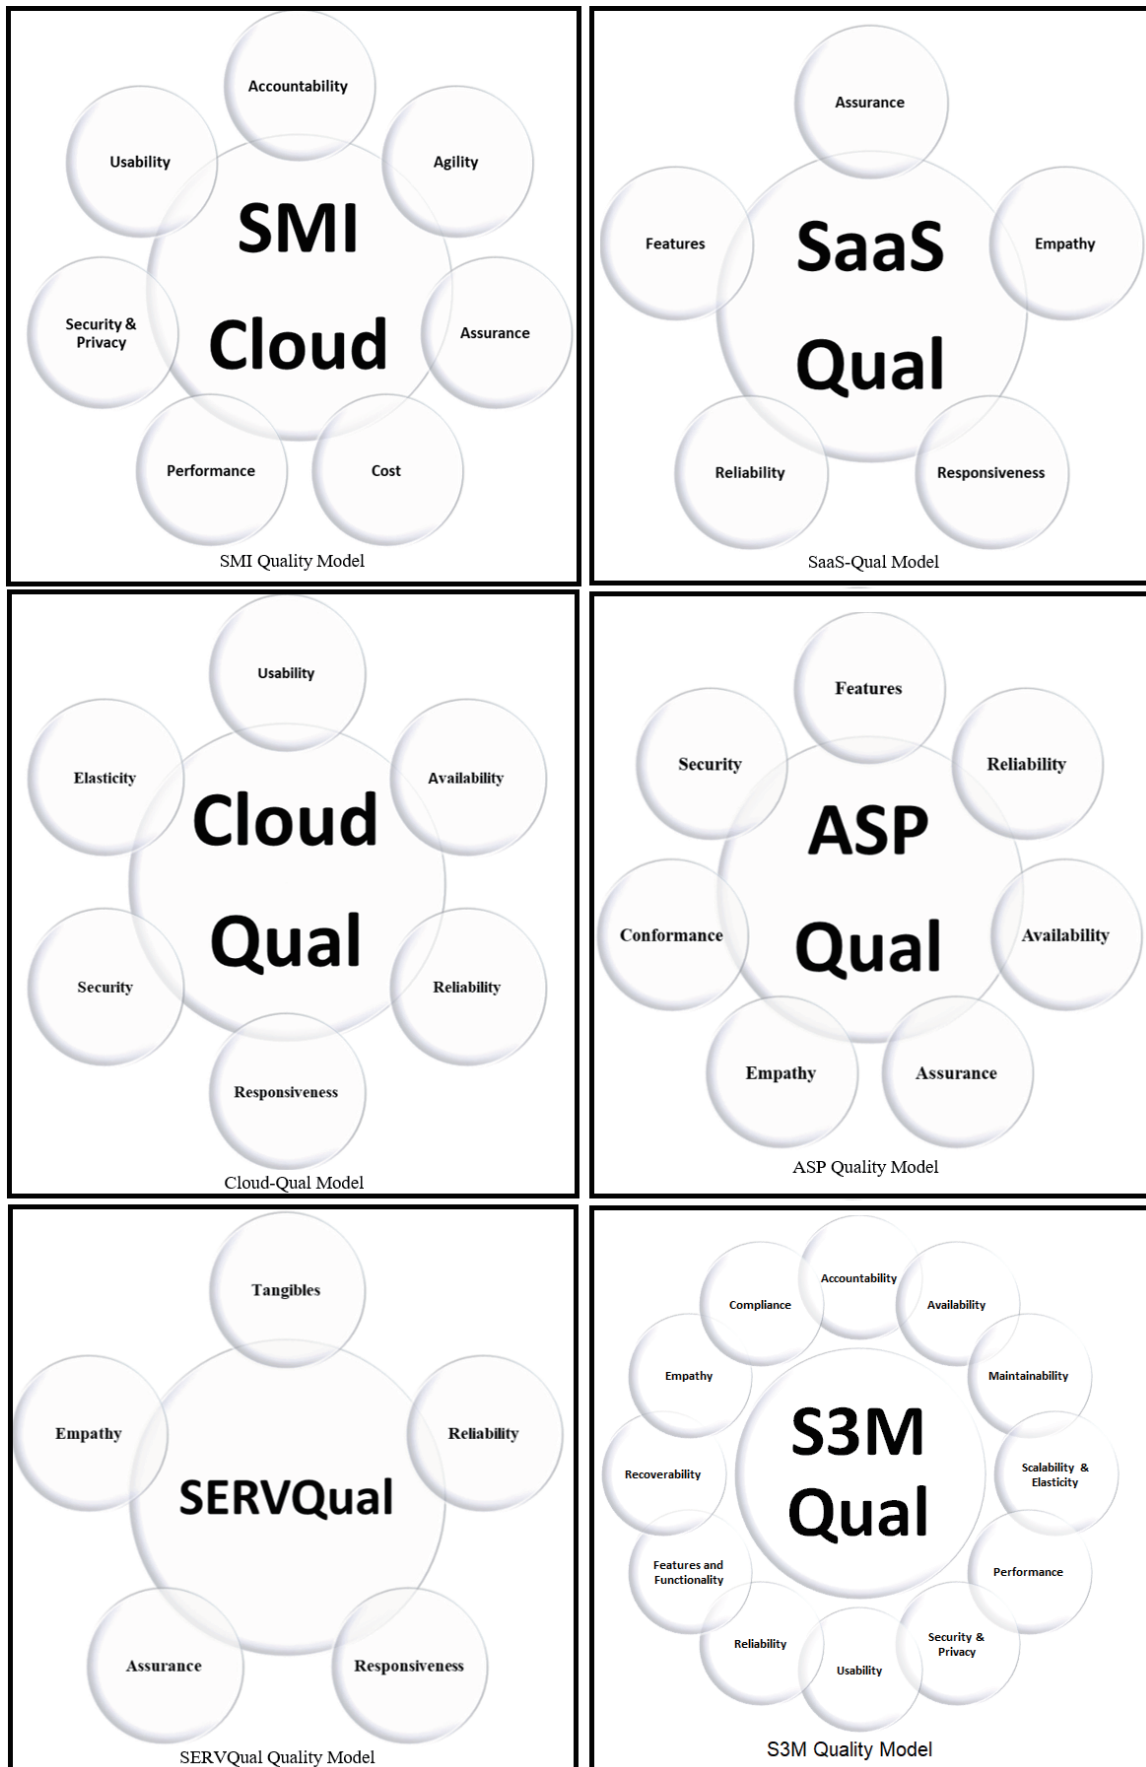 Accountability
Agility
Assurance
Cost
Performance
Security &
Privacy
Usability
SMI
Cloud
SMI Quality Model
Assurance
Empathy
Responsiveness
Reliability
Features
SaaS
Qual
SaaS-Qual Model
Usability
Availability
Reliability
Responsiveness
Security
Elasticity
Cloud
Qual
Cloud-Qual Model
Features
Reliability
Availability
Assurance
Empathy
Conformance
Security
ASP
Qual
ASP Quality Model
Tangibles
Reliability
Responsiveness
Assurance
Empathy
SERVQual
SERVQual Quality Model
Accountability
Availability
Maintainability
Scalability &
Elasticity
Performance
Security &
Privacy
Usability
Reliability
Features and
Functionality
Recoverability
Empathy
Compliance
S3M
Qual
S3M Quality Model